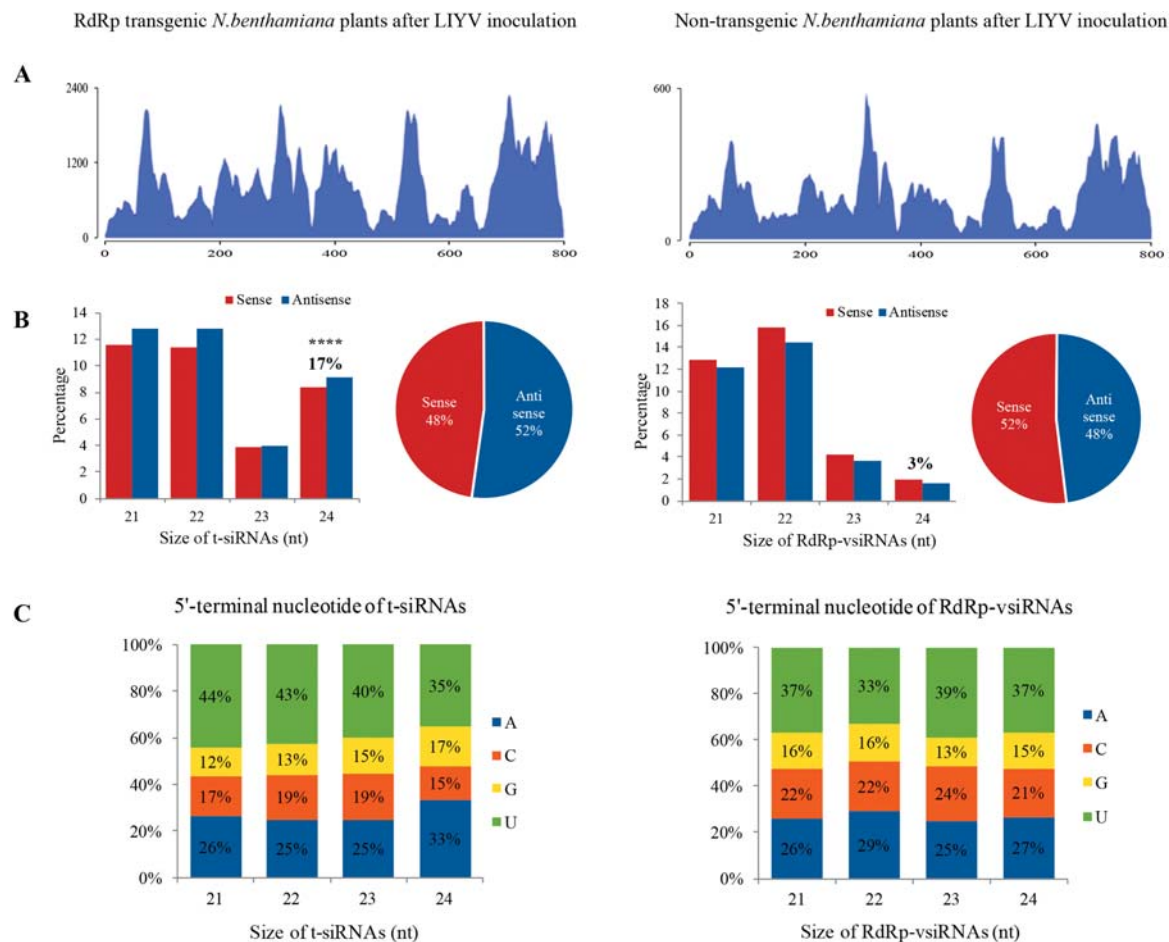 RdRp transgenic N.benthamiana plants after LIYV inoculation
Non-transgenic N.benthamiana plants after LIYV inoculation
A
2400
1200
0
0 200 400 600 800
600
0
0 200 400 600 800
B
Sense Antisense
14
12
10
8
6
4
2
0
Percentage
****
17%
21 22 23 24
Size of t-siRNAs (nt)
Sense
48%
Anti
sense
52%
Sense Antisense
18
16
14
12
10
8
6
4
2
0
Percentage
3%
21 22 23 24
Size of RdRp-vsiRNAs (nt)
Sense
52%
Anti
sense
48%
C
5'-terminal nucleotide of t-siRNAs
100%
80%
60%
40%
20%
0%
44% 43% 40% 35%
12% 13% 15% 17%
17% 19% 19% 15%
26% 25% 25% 33%
21 22 23 24
Size of t-siRNAs (nt)
A
C
G
U
5'-terminal nucleotide of RdRp-vsiRNAs
100%
80%
60%
40%
20%
0%
37% 33% 39% 37%
16% 16% 13% 15%
22% 22% 24% 21%
26% 29% 25% 27%
21 22 23 24
Size of RdRp-vsiRNAs (nt)
A
C
G
U